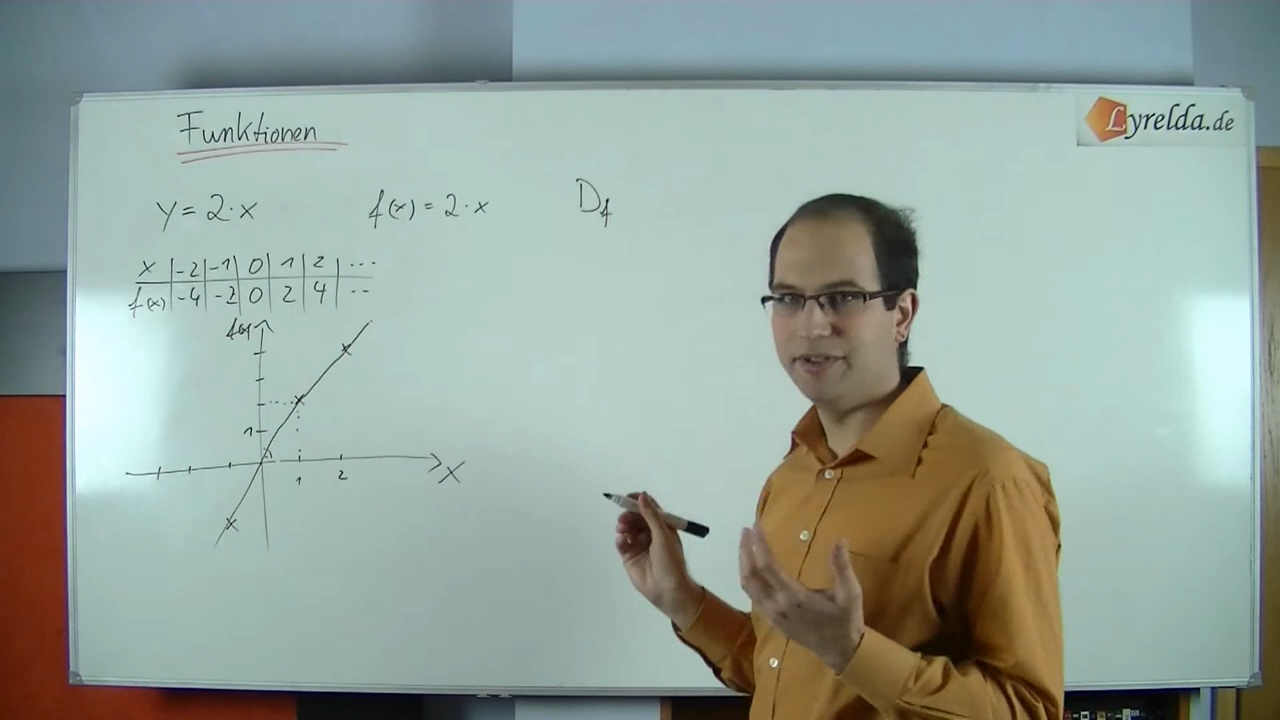 Funktionen
Lyrelda.de
y = 2·x
f(x) = 2·x
D_f
x | -2 | -1 | 0 | 1 | 2 | ...
f(x) | -4 | -2 | 0 | 2 | 4 | ..
f(x)
1
1 2 x